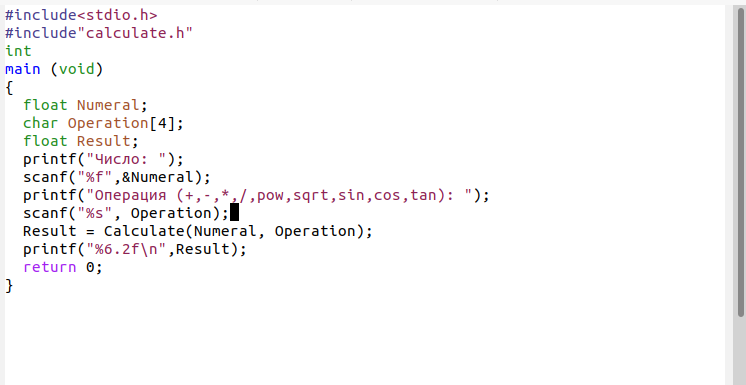 #include<stdio.h>
#include"calculate.h"
int
main (void)
{
  float Numeral;
  char Operation[4];
  float Result;
  printf("Число: ");
  scanf("%f",&Numeral);
  printf("Операция (+,-,*,/,pow,sqrt,sin,cos,tan): ");
  scanf("%s", Operation);
  Result = Calculate(Numeral, Operation);
  printf("%6.2f\n",Result);
  return 0;
}